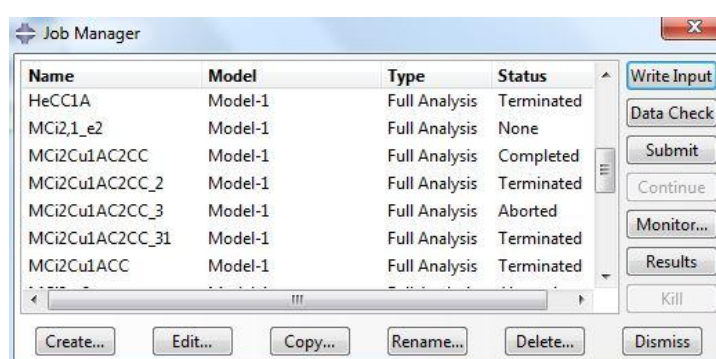 Job Manager
Name Model Type Status
Write Input
HeCC1A Model-1 Full Analysis Terminated
Data Check
MCi2,1_e2 Model-1 Full Analysis None
MCi2Cu1AC2CC Model-1 Full Analysis Completed
Submit
MCi2Cu1AC2CC_2 Model-1 Full Analysis Terminated
Continue
MCi2Cu1AC2CC_3 Model-1 Full Analysis Aborted
Monitor...
MCi2Cu1AC2CC_31 Model-1 Full Analysis Terminated
MCi2Cu1ACC Model-1 Full Analysis Terminated
Results
Kill
Create... Edit... Copy... Rename... Delete... Dismiss